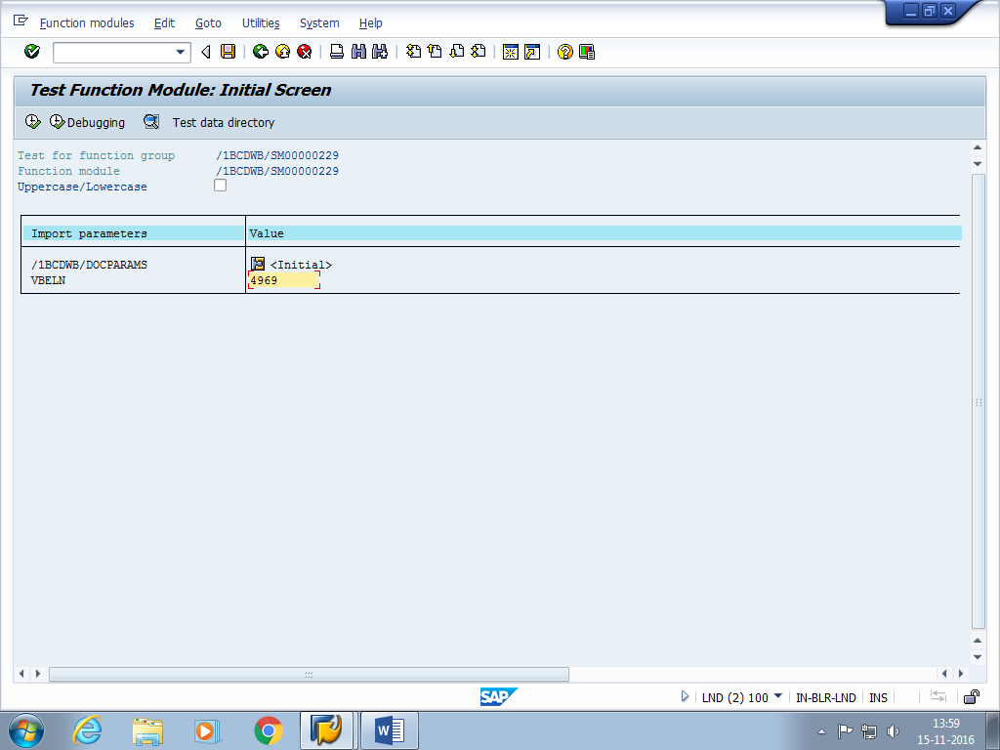 Function modules Edit Goto Utilities System Help
Test Function Module: Initial Screen
Debugging Test data directory
Test for function group /1BCDWB/SM00000229
Function module /1BCDWB/SM00000229
Uppercase/Lowercase
Import parameters Value
/1BCDWB/DOCPARAMS <Initial>
VBELN 4969
SAP
LND (2) 100 IN-BLR-LND INS
13:59
15-11-2016